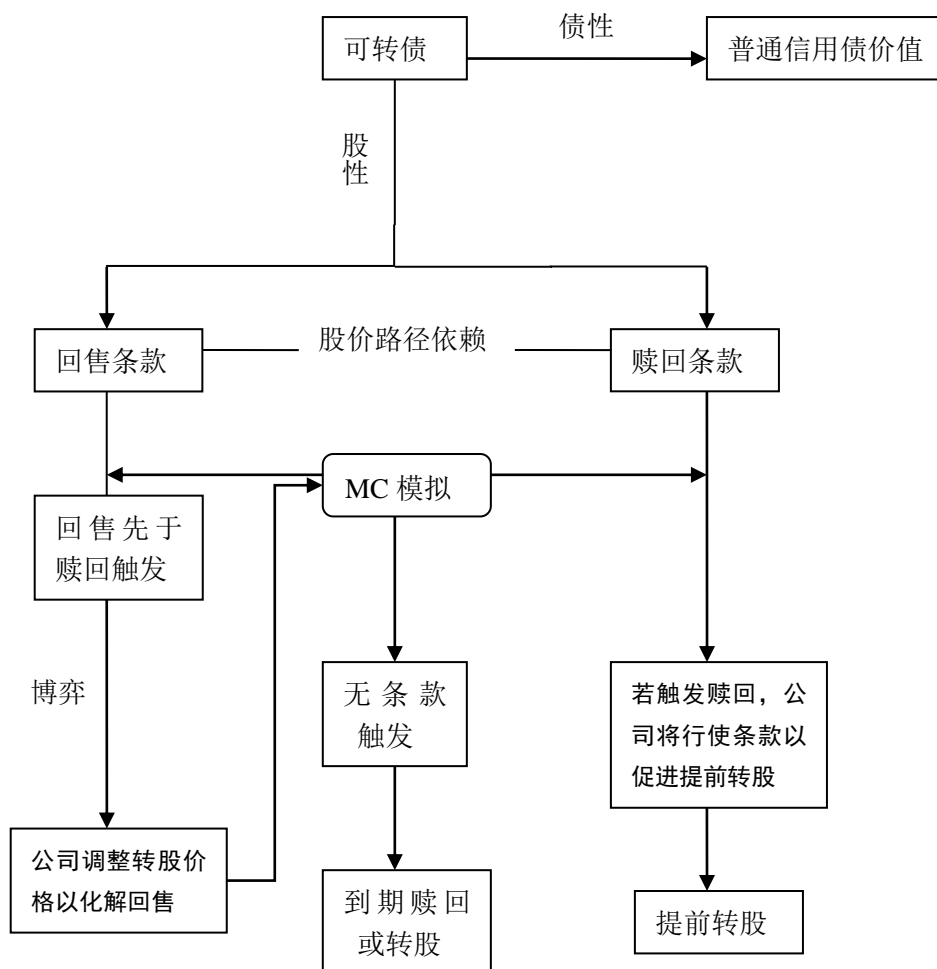 债性
可转债
普通信用债价值
股
性
股价路径依赖
回售条款
赎回条款
MC 模拟
回售先于
赎回触发
博弈
无条款
触发
若触发赎回，公
司将行使条款以
促进提前转股
公司调整转股价
格以化解回售
到期赎回
或转股
提前转股